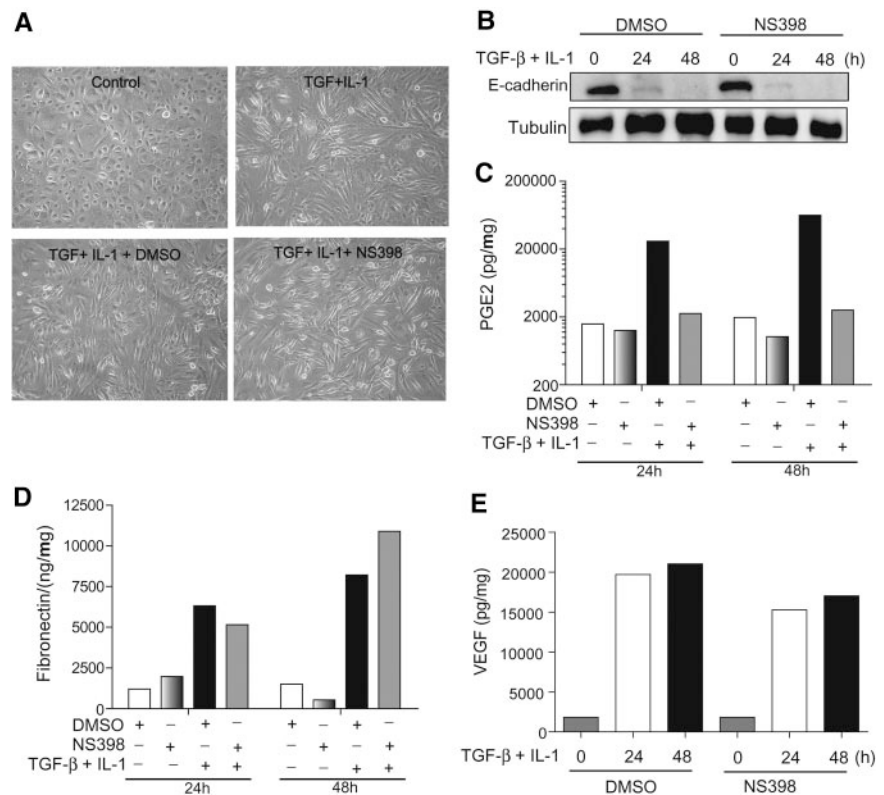 A
Control
TGF+IL-1
TGF+ IL-1 + DMSO
TGF+ IL-1+ NS398
B
DMSO NS398
TGF-β + IL-1 0 24 48 0 24 48 (h)
E-cadherin
Tubulin
C
200000
20000
2000
200
PGE2 (pg/mg)
DMSO + – + – + – + –
NS398 – + – + – + – +
TGF-β + IL-1 – – + + – – + +
24h 48h
D
12500
10000
7500
5000
2500
0
Fibronectin/(ng/mg)
DMSO + – + – + – + –
NS398 – + – + – + – +
TGF-β + IL-1 – – + + – – + +
24h 48h
E
25000
20000
15000
10000
5000
0
VEGF (pg/mg)
TGF-β + IL-1 0 24 48 0 24 48 (h)
DMSO NS398